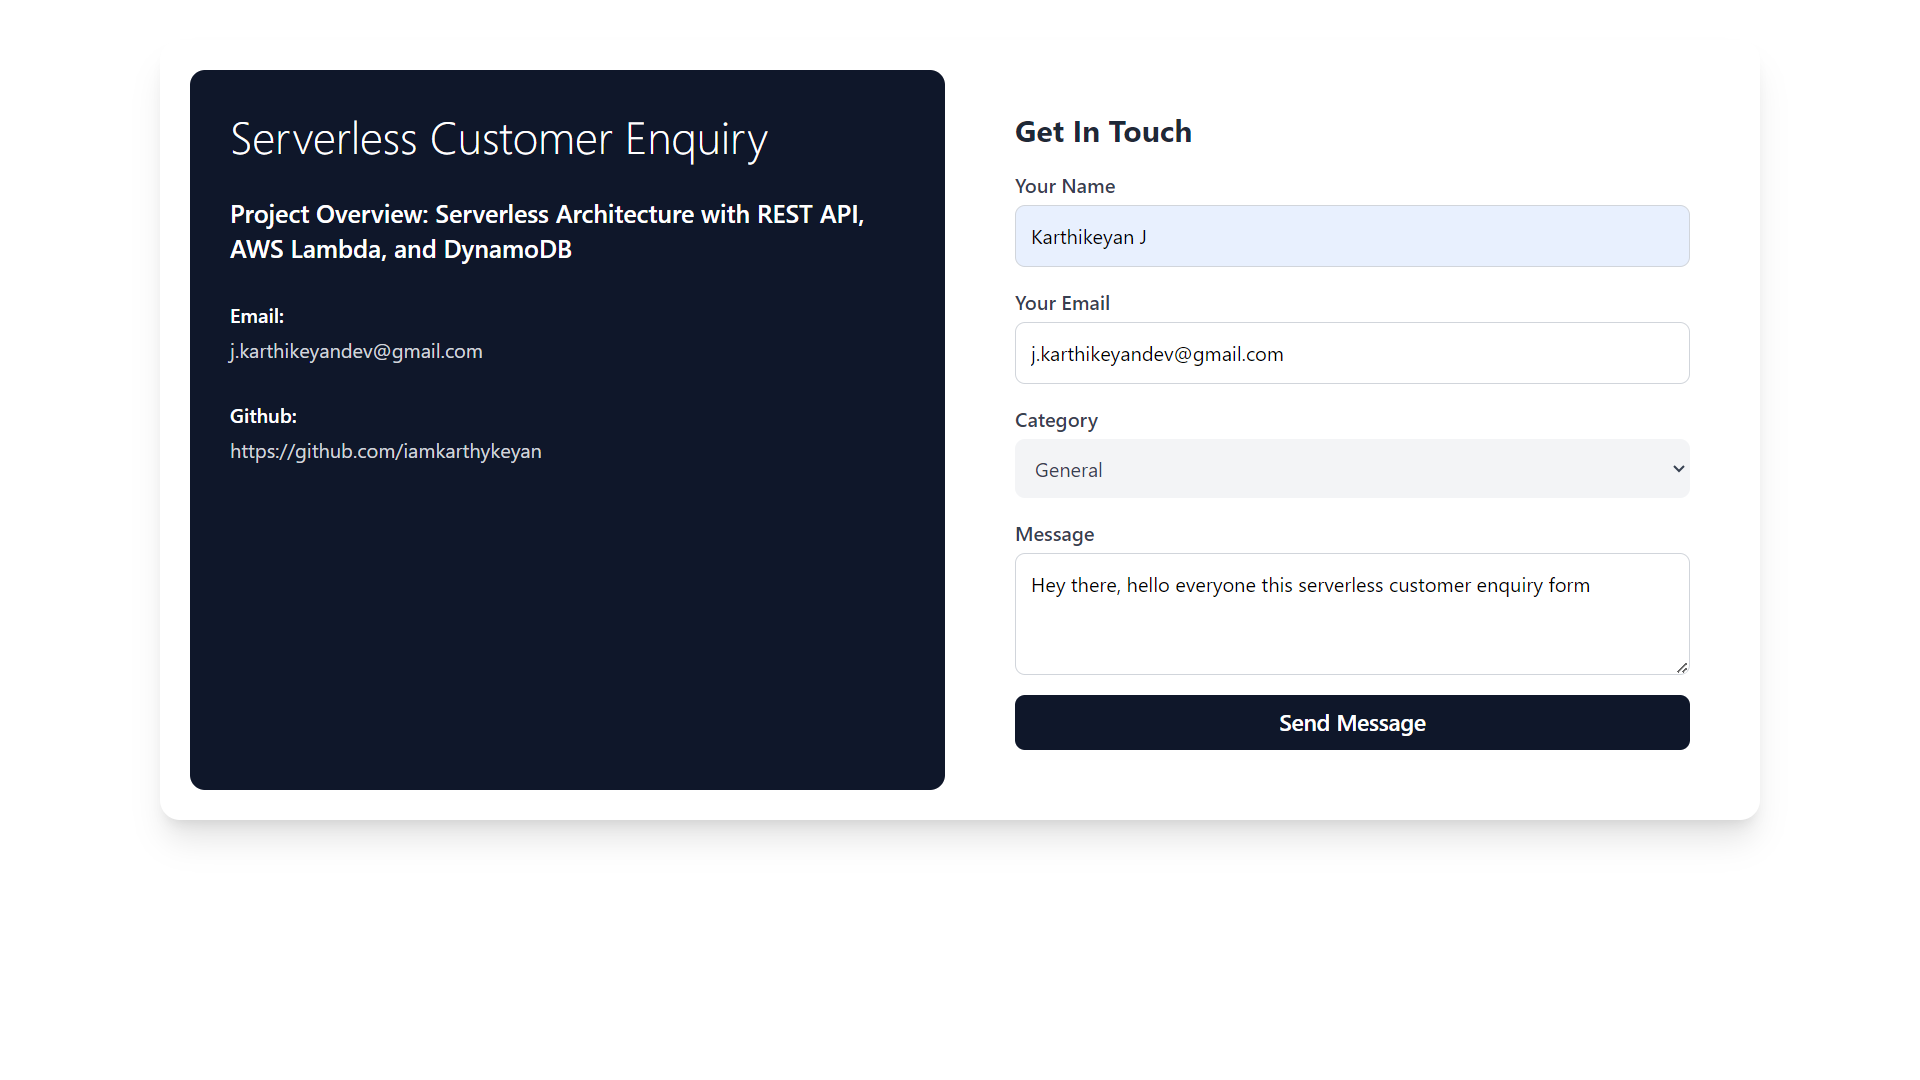 Serverless Customer Enquiry
Project Overview: Serverless Architecture with REST API,
AWS Lambda, and DynamoDB
Email:
j.karthikeyandev@gmail.com
Github:
https://github.com/iamkarthykeyan
Get In Touch
Your Name
Karthikeyan J
Your Email
j.karthikeyandev@gmail.com
Category
General
Message
Hey there, hello everyone this serverless customer enquiry form
Send Message